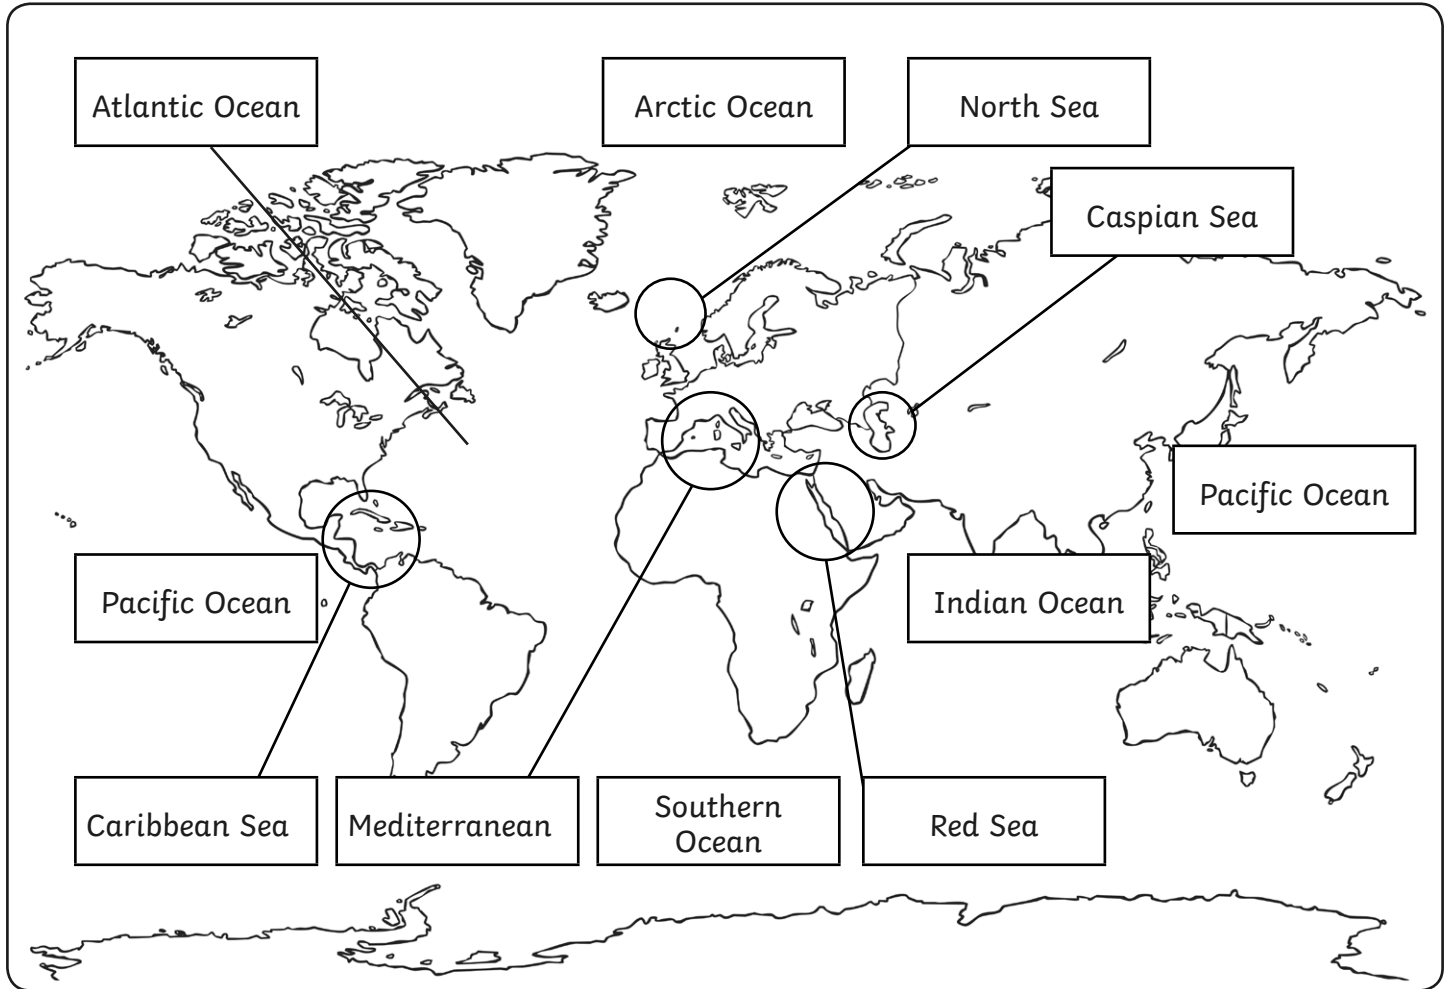 Atlantic Ocean
Arctic Ocean
North Sea
Caspian Sea
Pacific Ocean
Pacific Ocean
Indian Ocean
Caribbean Sea
Mediterranean
Southern
Ocean
Red Sea